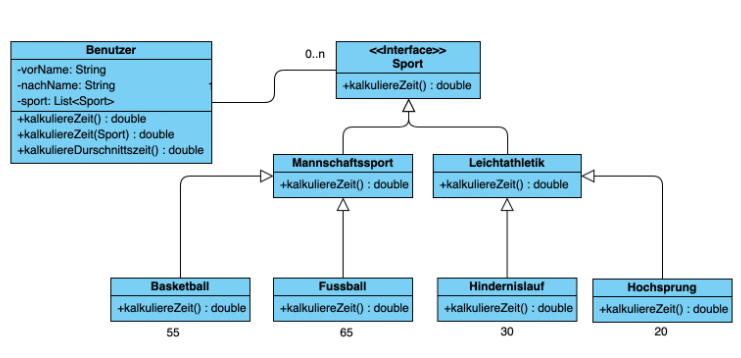 Benutzer
-vorName: String
-nachName: String
-sport: List<Sport>
+kalkuliereZeit() : double
+kalkuliereZeit(Sport) : double
+kalkuliereDurschnittszeit() : double
0..n
<<Interface>>
Sport
+kalkuliereZeit() : double
Mannschaftssport
+kalkuliereZeit() : double
Leichtathletik
+kalkuliereZeit() : double
Basketball
+kalkuliereZeit() : double
55
Fussball
+kalkuliereZeit() : double
65
Hindernislauf
+kalkuliereZeit() : double
30
Hochsprung
+kalkuliereZeit() : double
20